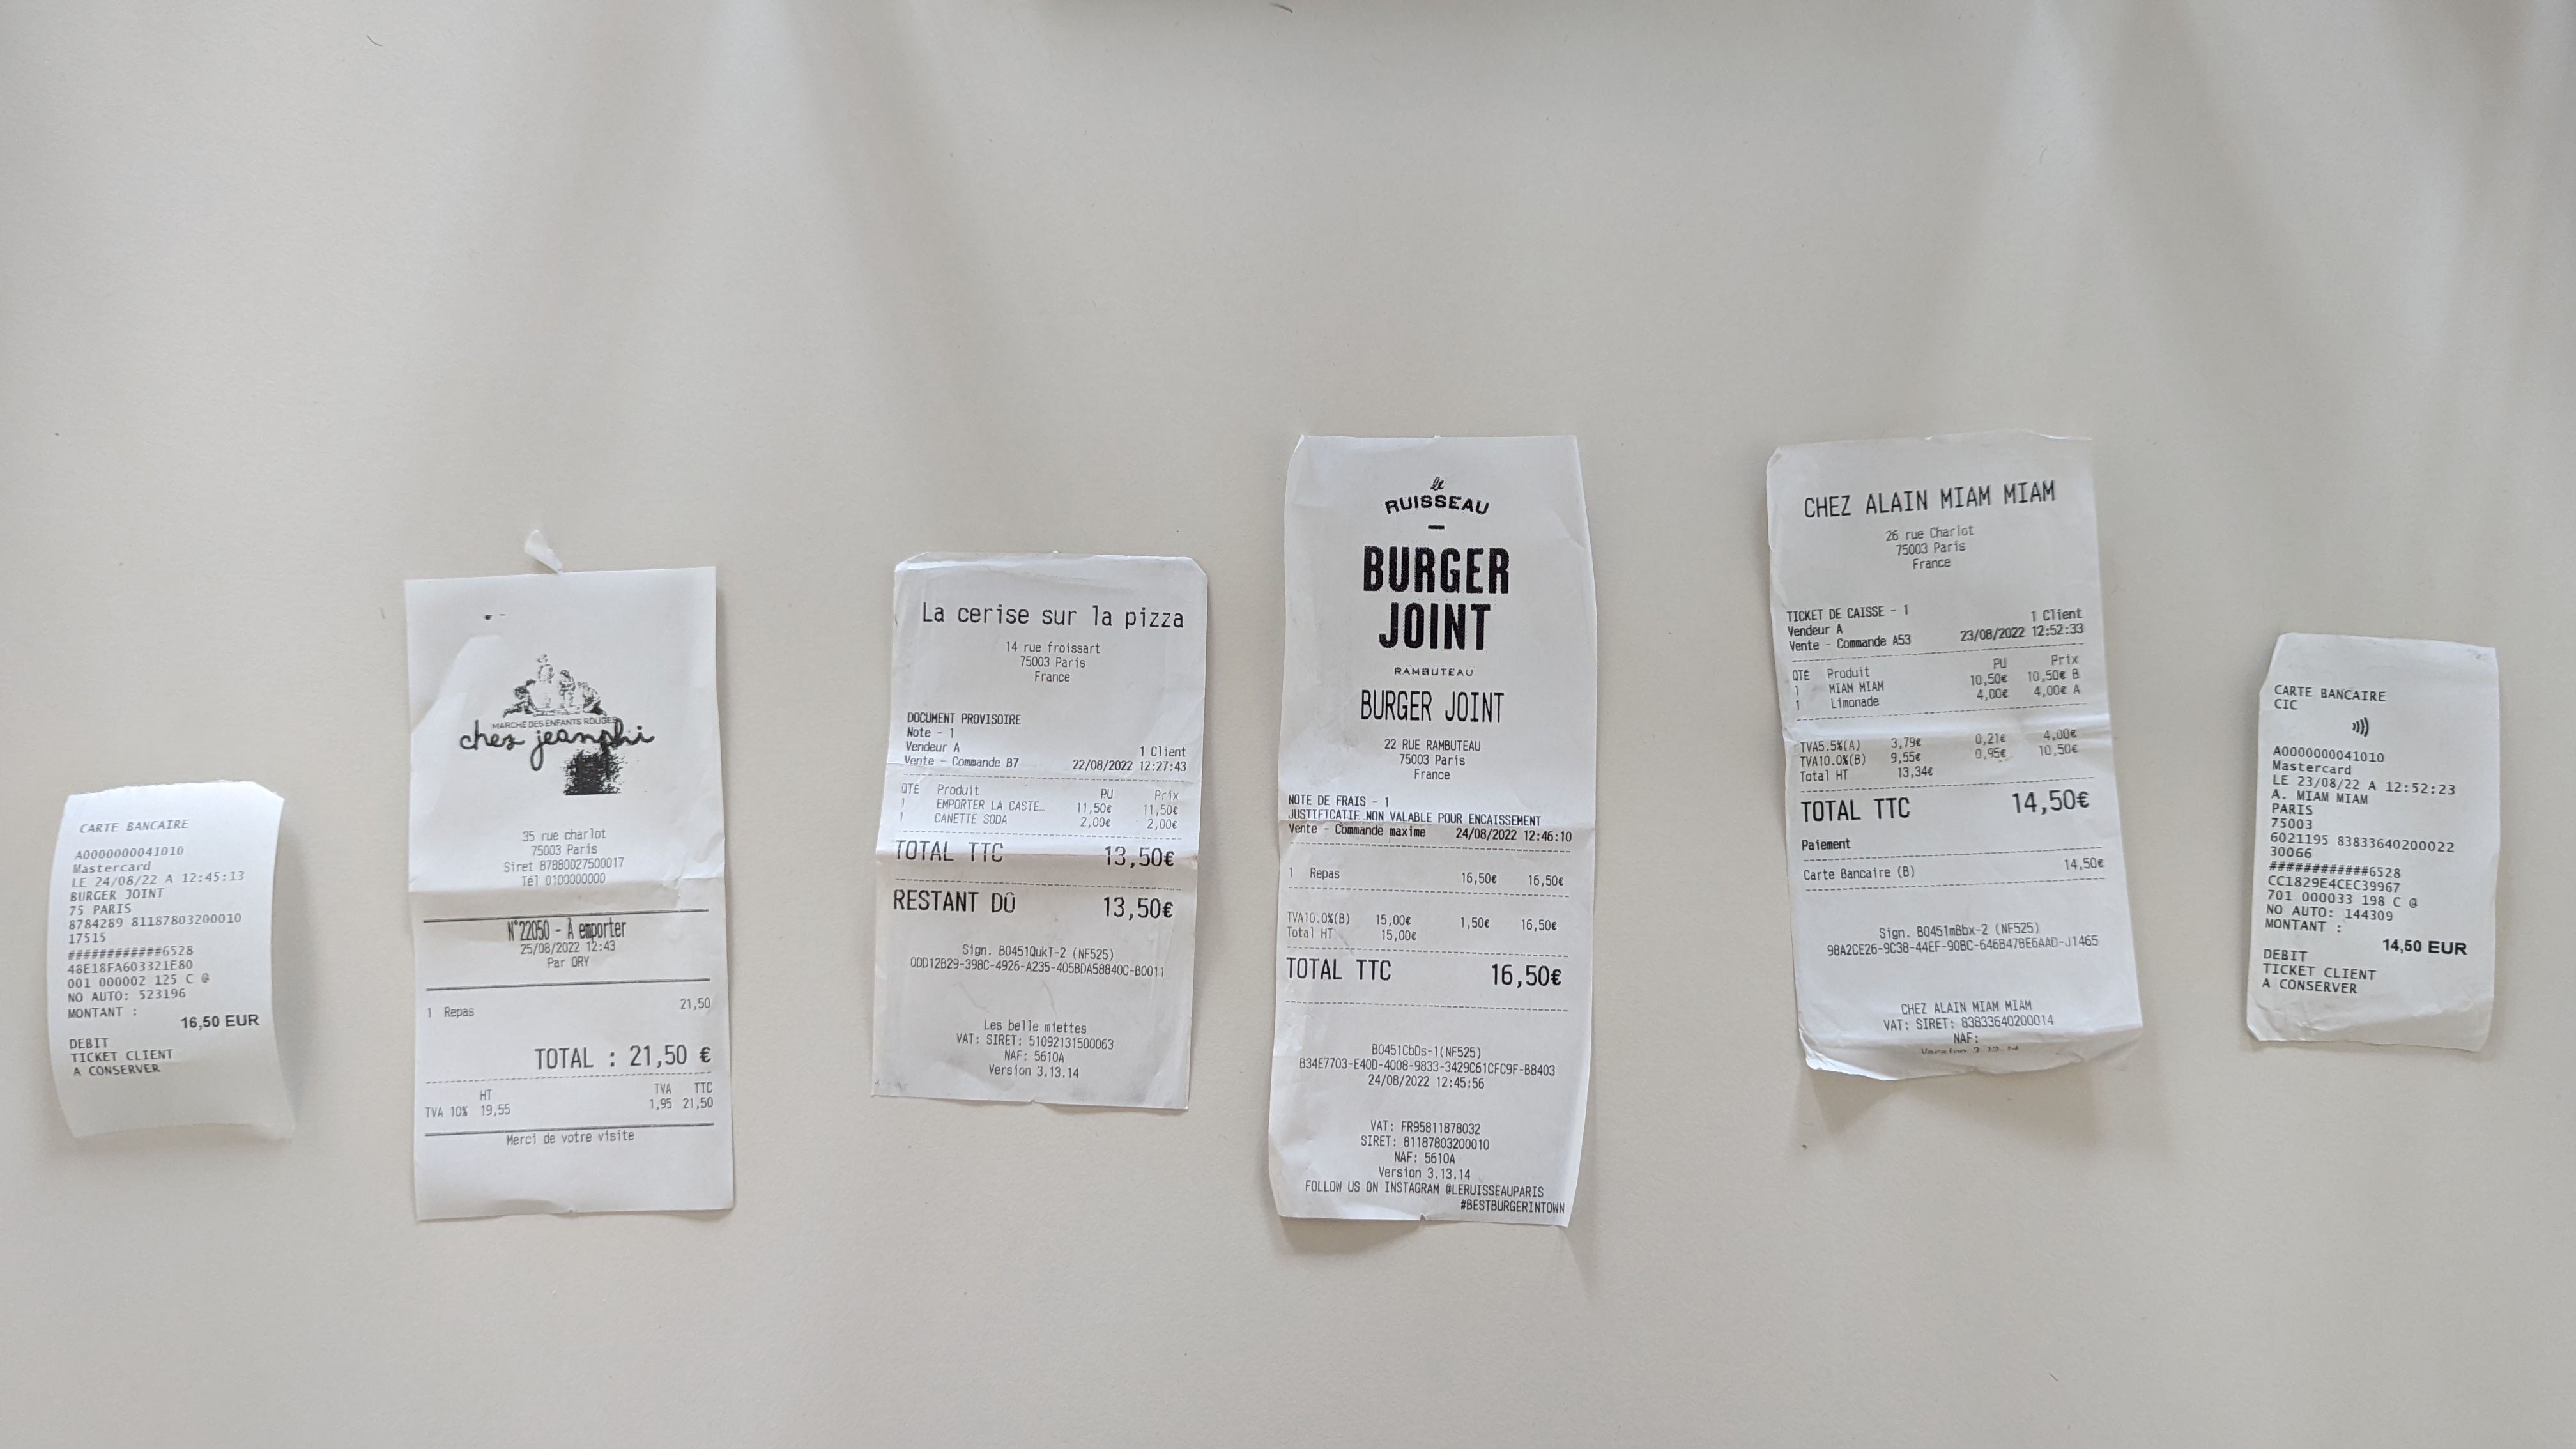 CARTE BANCAIRE
A0000000041010
Mastercard
LE 24/08/22 A 12:45:13
BURGER JOINT
75 PARIS
8784289 81187803200010
17515
############6528
48E18FA603321E80
001 000002 125 C @
NO AUTO: 523196
MONTANT :
16,50 EUR
DEBIT
TICKET CLIENT
A CONSERVER
MARCHE DES ENFANTS ROUGES
chez jeanphi
35 rue charlot
75003 Paris
Siret 87880027500017
Tél 0100000000
N°22050 - À emporter
25/08/2022 12:43
Par ORY
1 Repas 21,50
TOTAL : 21,50 €
HT TVA TTC
TVA 10% 19,55 1,95 21,50
Merci de votre visite
La cerise sur la pizza
14 rue froissart
75003 Paris
France
DOCUMENT PROVISOIRE
Note - 1
Vendeur A 1 Client
Vente - Commande B7 22/08/2022 12:27:43
QTÉ Produit PU Prix
1 EMPORTER LA CASTE… 11,50€ 11,50€
1 CANETTE SODA 2,00€ 2,00€
TOTAL TTC 13,50€
RESTANT DÛ 13,50€
Sign. B0451QukT-2 (NF525)
0DD12B29-398C-4926-A235-405BDA58840C-B0011
Les belle miettes
VAT: SIRET: 51092131500063
NAF: 5610A
Version 3.13.14
le
RUISSEAU
BURGER
JOINT
RAMBUTEAU
BURGER JOINT
22 RUE RAMBUTEAU
75003 Paris
France
NOTE DE FRAIS - 1
JUSTIFICATIF NON VALABLE POUR ENCAISSEMENT
Vente - Commande maxime 24/08/2022 12:46:10
1 Repas 16,50€ 16,50€
TVA10.0%(B) 15,00€ 1,50€ 16,50€
Total HT 15,00€
TOTAL TTC 16,50€
B0451CbDs-1(NF525)
B34E7703-E40D-4008-9833-3429C61CFC9F-B8403
24/08/2022 12:45:56
VAT: FR95811878032
SIRET: 81187803200010
NAF: 5610A
Version 3.13.14
FOLLOW US ON INSTAGRAM @LERUISSEAUPARIS
#BESTBURGERINTOWN
CHEZ ALAIN MIAM MIAM
26 rue Charlot
75003 Paris
France
TICKET DE CAISSE - 1
Vendeur A 1 Client
Vente - Commande A53 23/08/2022 12:52:33
QTÉ Produit PU Prix
1 MIAM MIAM 10,50€ 10,50€ B
1 Limonade 4,00€ 4,00€ A
TVA5.5%(A) 3,79€ 0,21€ 4,00€
TVA10.0%(B) 9,55€ 0,95€ 10,50€
Total HT 13,34€
TOTAL TTC 14,50€
Paiement
Carte Bancaire (B) 14,50€
Sign. B0451mBbx-2 (NF525)
98A2CE26-9C38-44EF-90BC-646B47BE6AAD-J1465
CHEZ ALAIN MIAM MIAM
VAT: SIRET: 83833640200014
NAF:
Version 3.13.14
CARTE BANCAIRE
CIC
A0000000041010
Mastercard
LE 23/08/22 A 12:52:23
A. MIAM MIAM
PARIS
75003
6021195 83833640200022
30066
############6528
CC1829E4CEC39967
701 000033 198 C @
NO AUTO: 144309
MONTANT :
14,50 EUR
DEBIT
TICKET CLIENT
A CONSERVER